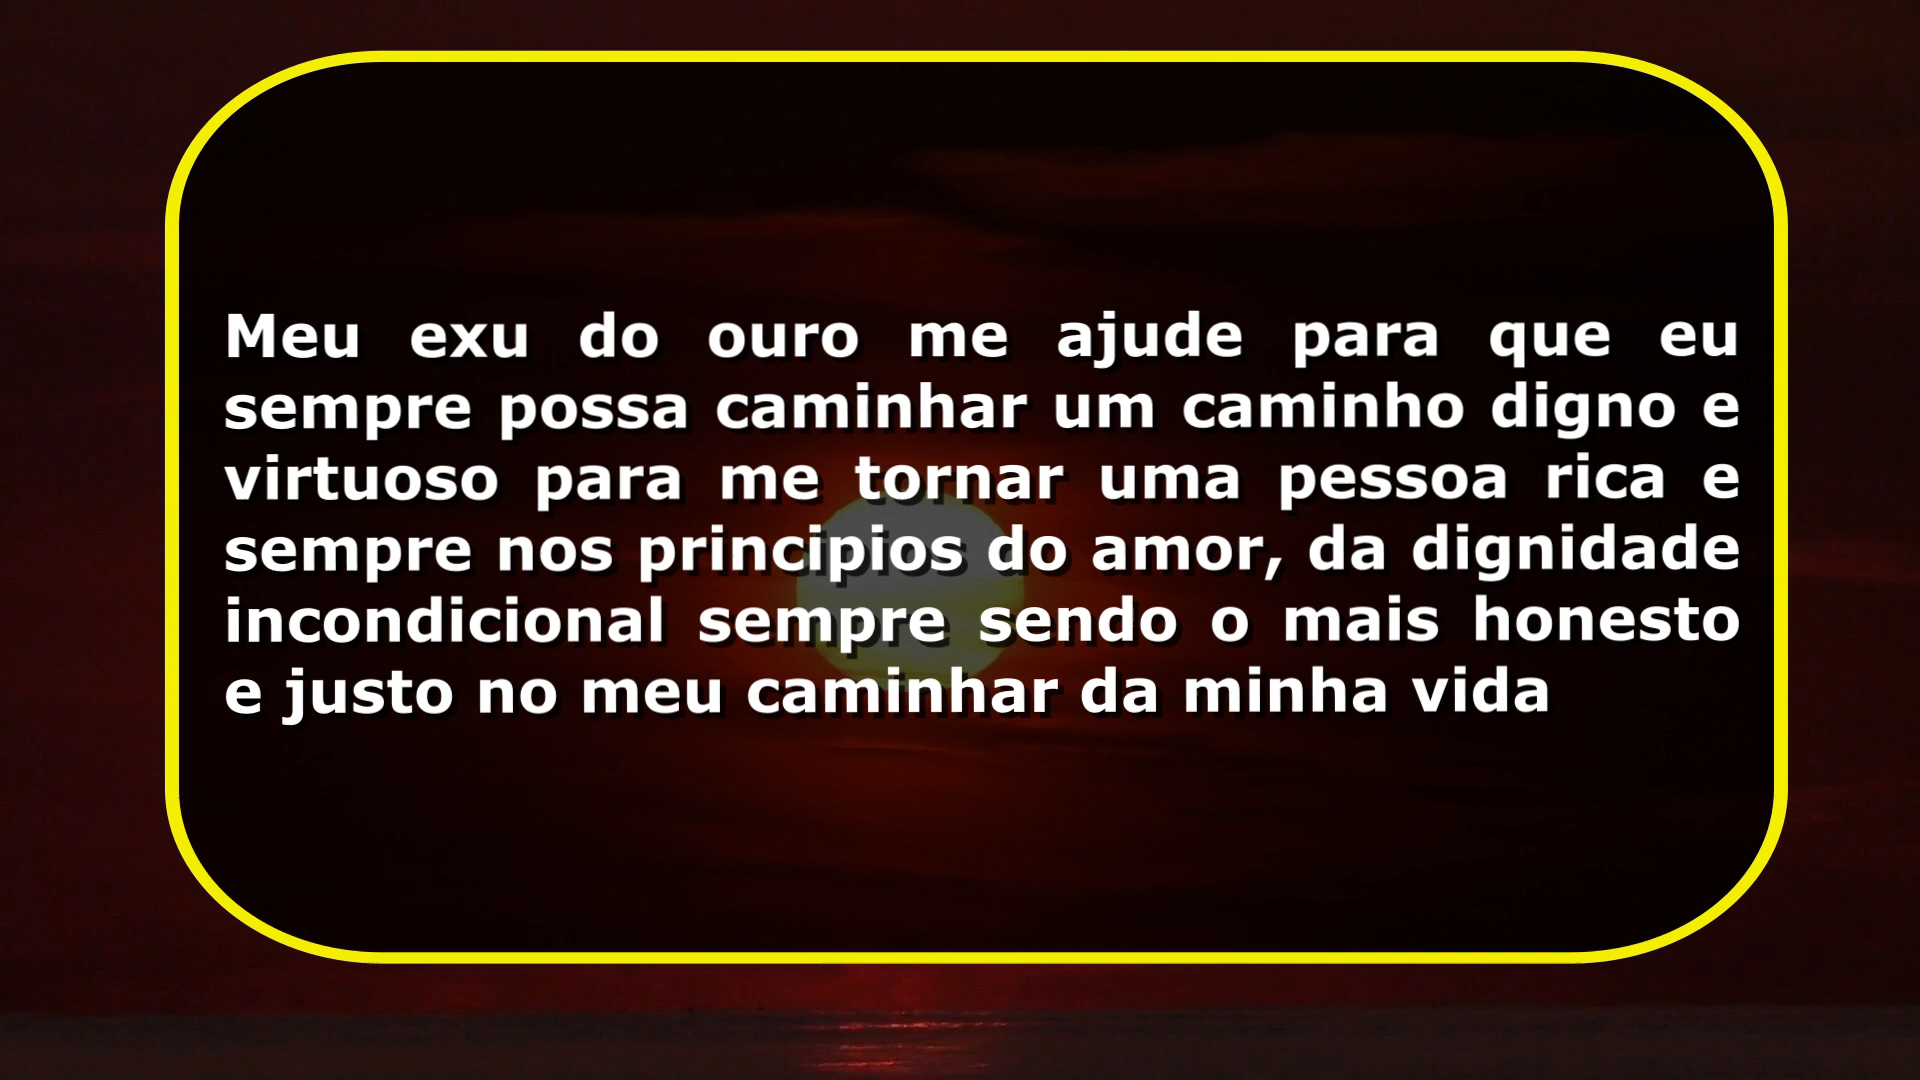 Meu exu do ouro me ajude para que eu
sempre possa caminhar um caminho digno e
virtuoso para me tornar uma pessoa rica e
sempre nos principios do amor, da dignidade
incondicional sempre sendo o mais honesto
e justo no meu caminhar da minha vida